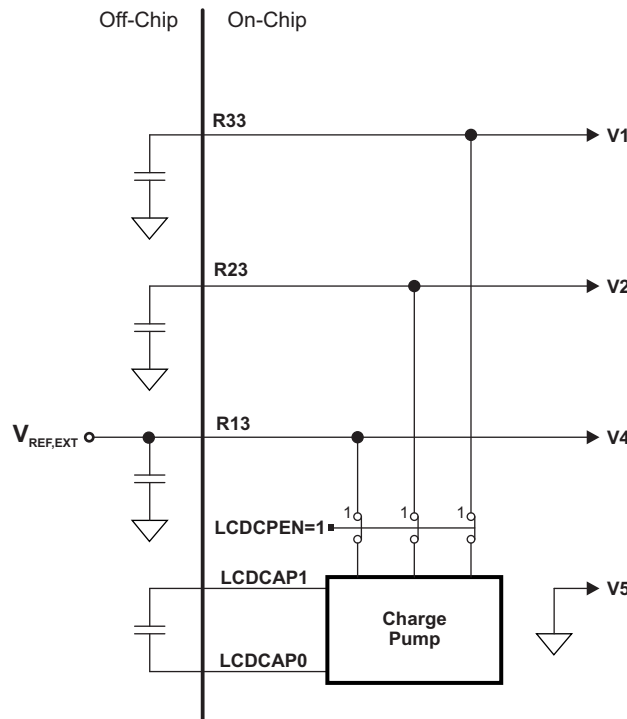 Off-Chip
On-Chip
R33
V1
R23
V2
VREF,EXT
R13
V4
1
1
1
LCDCPEN=1
LCDCAP1
V5
Charge
Pump
LCDCAP0